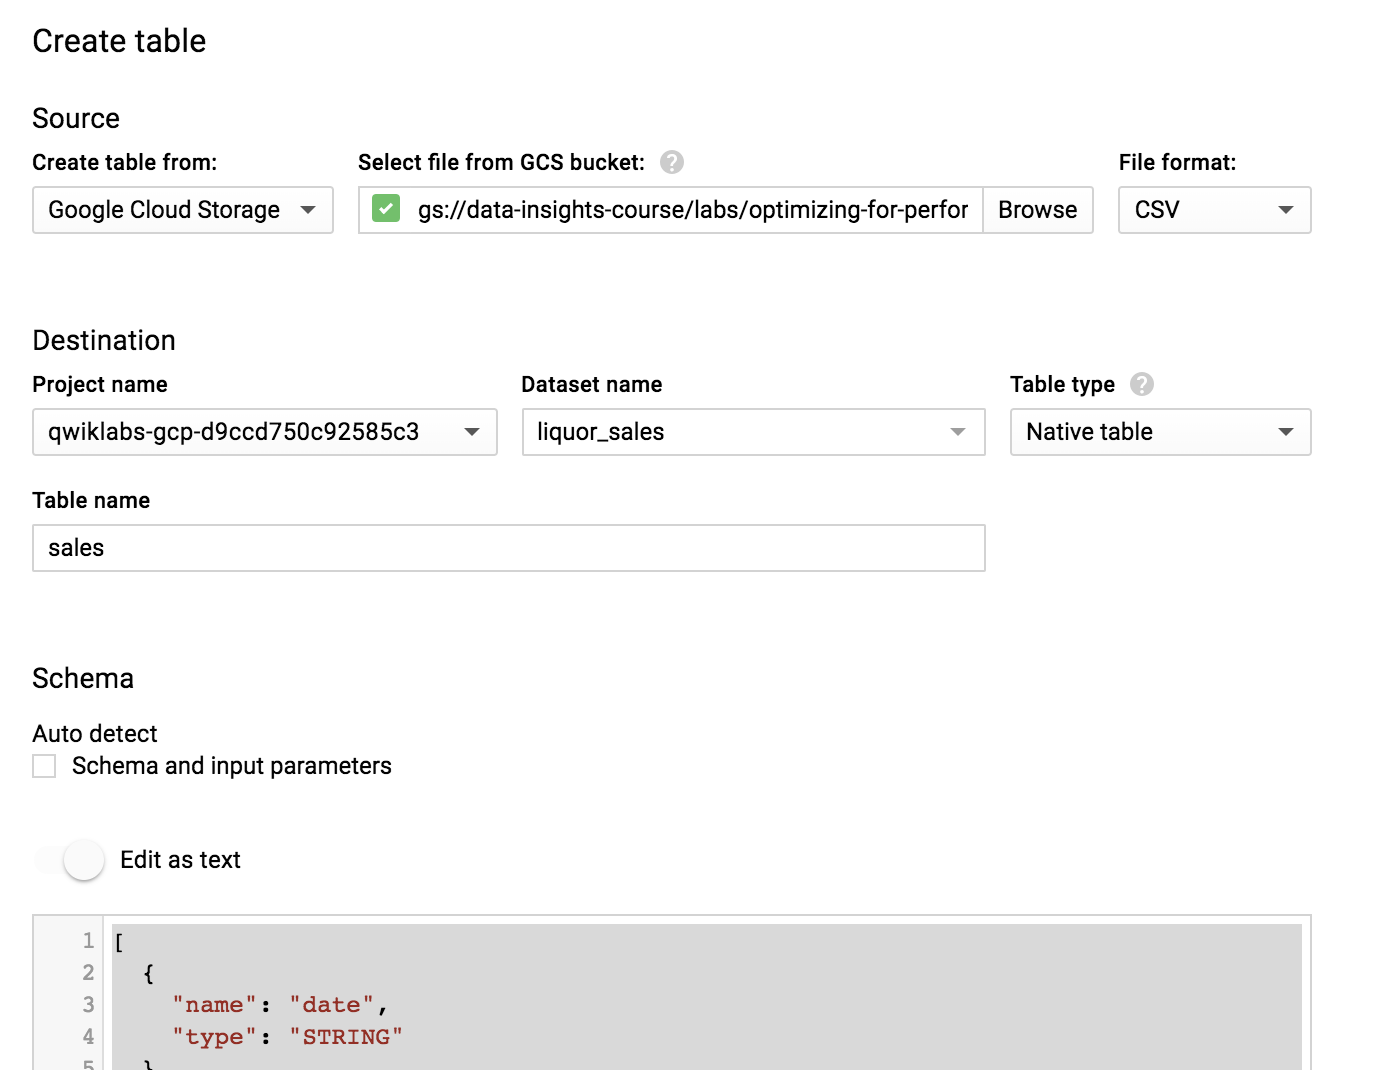 Create table
Source
Create table from: Select file from GCS bucket: ? File format:
Google Cloud Storage gs://data-insights-course/labs/optimizing-for-perfor Browse CSV
Destination
Project name Dataset name Table type ?
qwiklabs-gcp-d9ccd750c92585c3 liquor_sales Native table
Table name
sales
Schema
Auto detect
Schema and input parameters
Edit as text
1 [
2 {
3 "name": "date",
4 "type": "STRING"
5 }